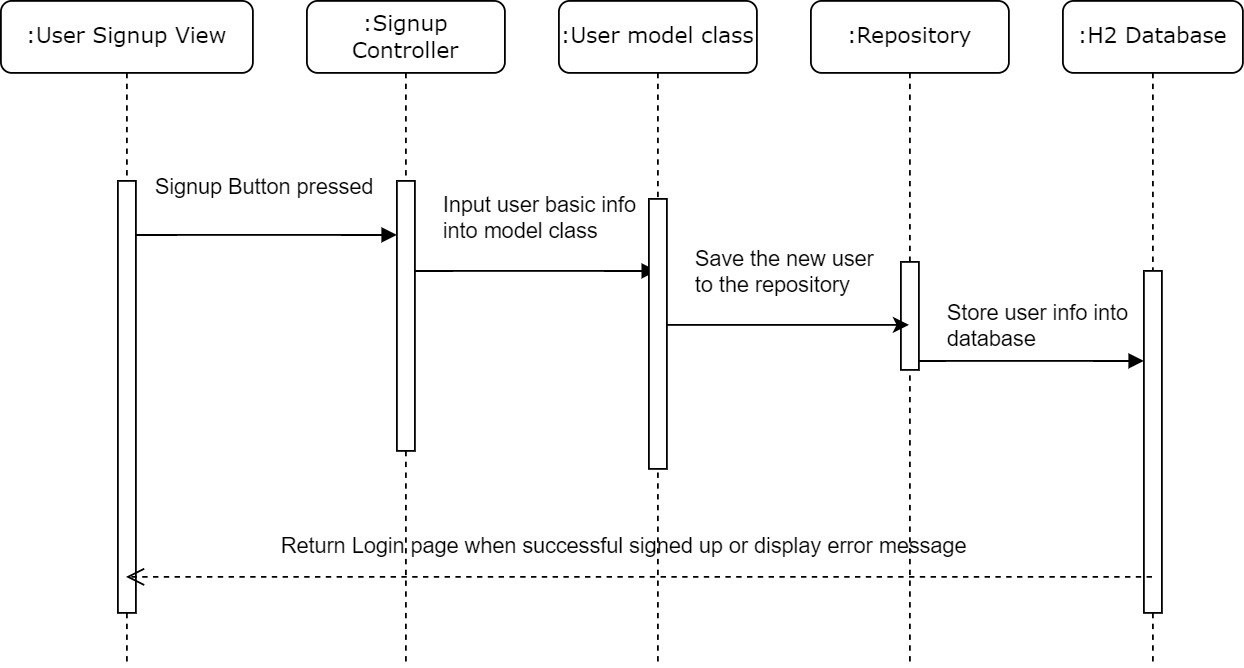 :User Signup View
:Signup
Controller
:User model class
:Repository
:H2 Database
Signup Button pressed
Input user basic info
into model class
Save the new user
to the repository
Store user info into
database
Return Login page when successful signed up or display error message